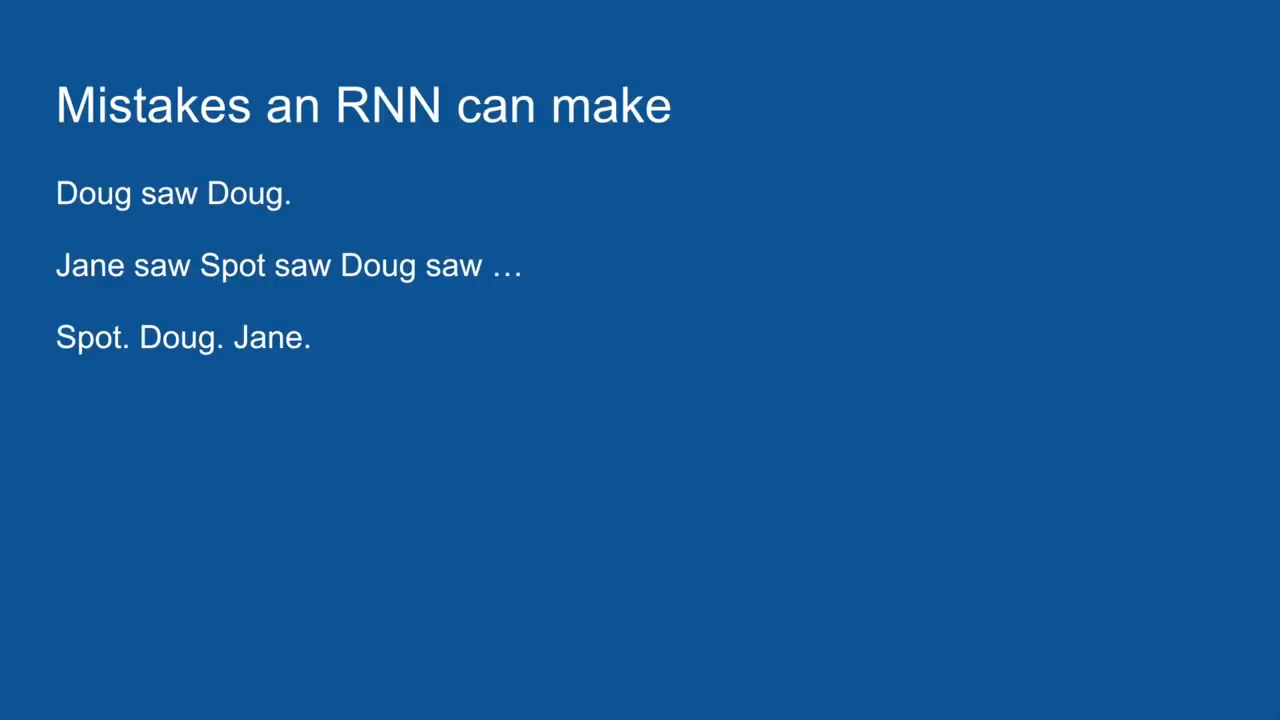 Mistakes an RNN can make
Doug saw Doug.
Jane saw Spot saw Doug saw …
Spot. Doug. Jane.